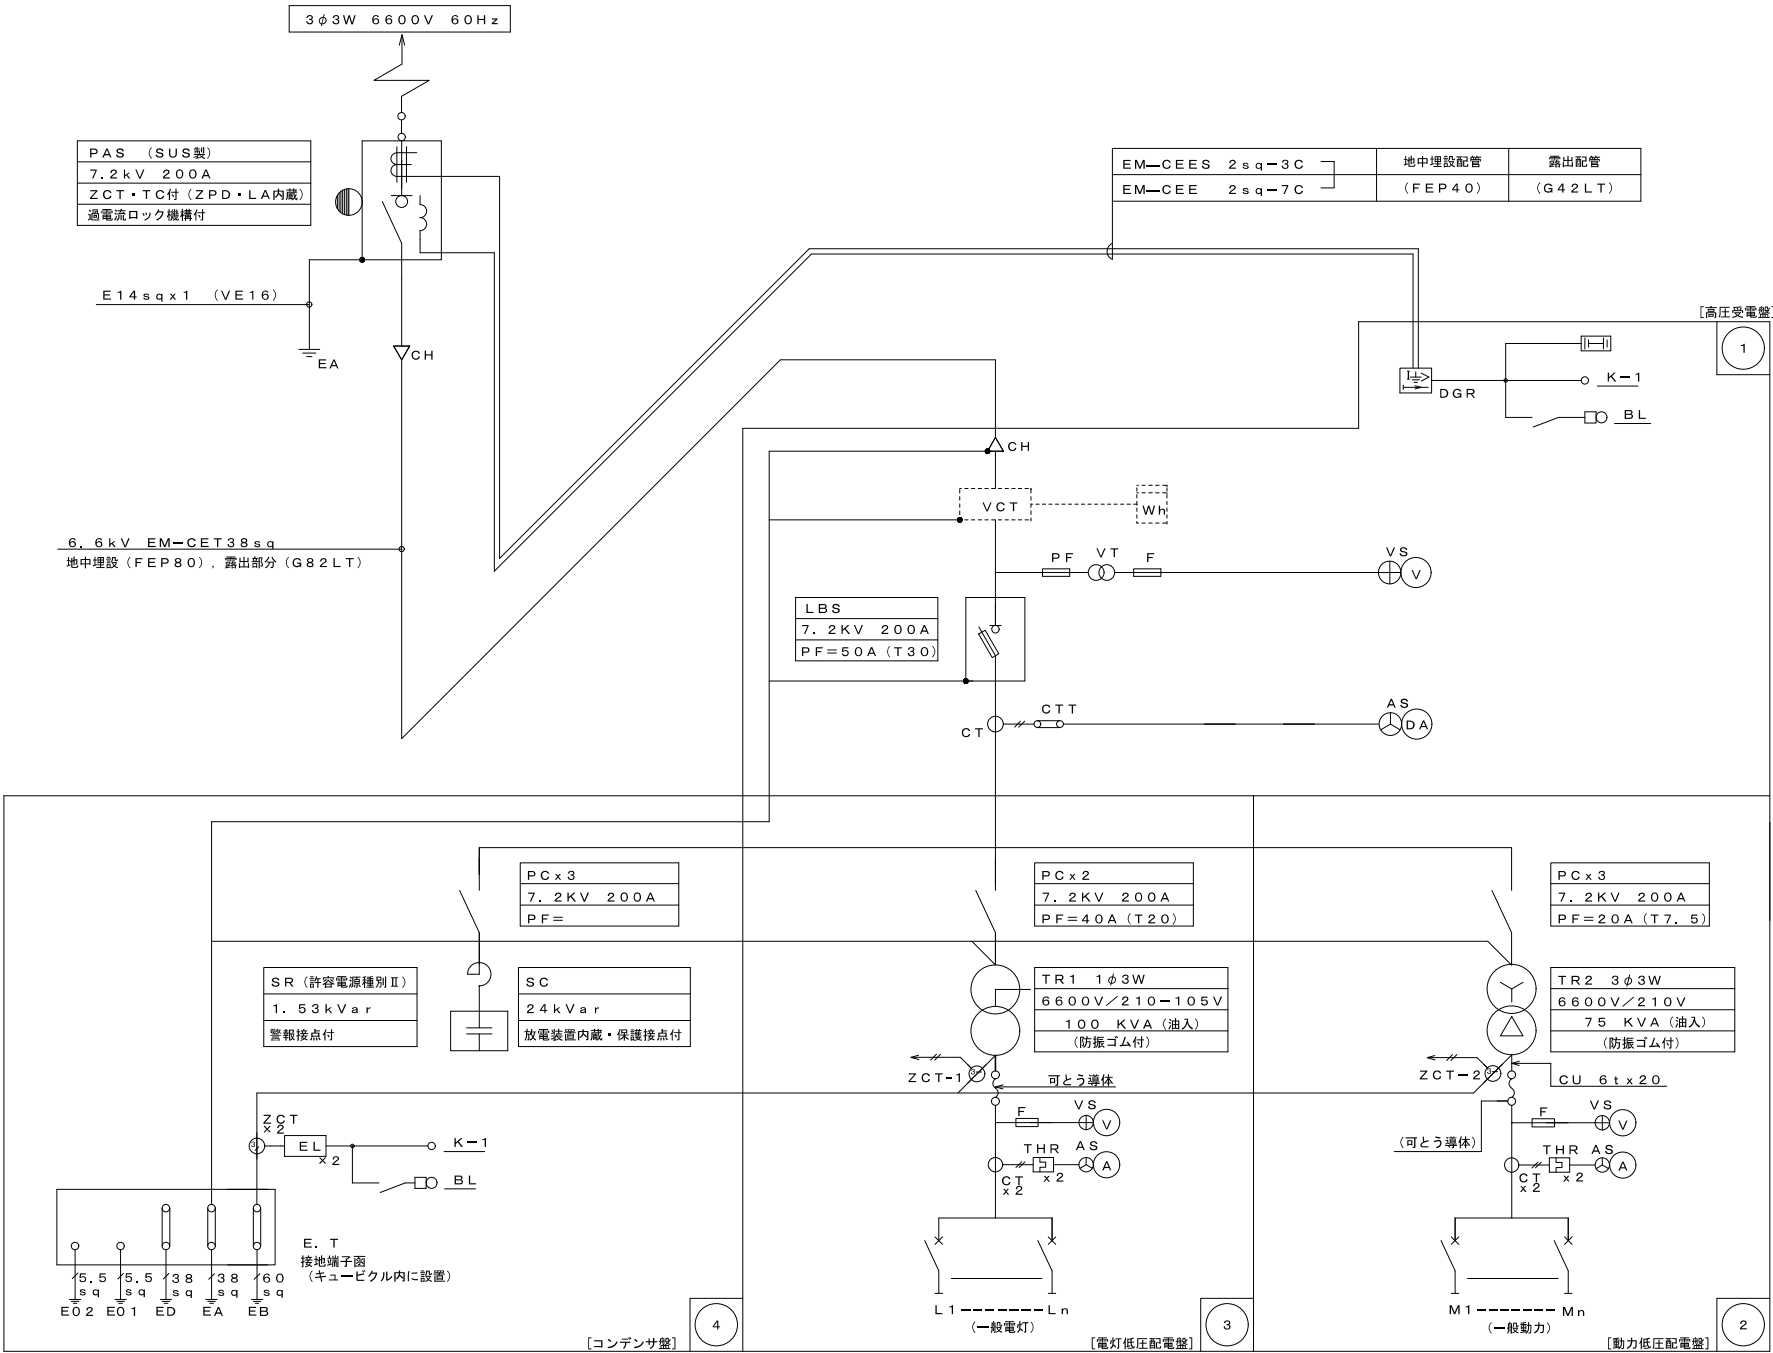 3φ3W 6600V 60Hz
PAS (SUS製)
7.2kV 200A
ZCT・TC付(ZPD・LA内蔵)
過電流ロック機構付
E14sqx1 (VE16)
EA
CH
6.6kV EM−CET38sq
地中埋設(FEP80),露出部分(G82LT)
EM−CEES 2sq−3C 地中埋設配管 露出配管
EM−CEE 2sq−7C (FEP40) (G42LT)
[高圧受電盤]
1
I
DGR
K−1
BL
CH
VCT
Wh
PF VT F
VS
V
LBS
7.2KV 200A
PF=50A(T30)
CT
CTT
AS
DA
PCx3
7.2KV 200A
PF=
PCx2
7.2KV 200A
PF=40A(T20)
PCx3
7.2KV 200A
PF=20A(T7.5)
SR(許容電源種別Ⅱ)
1.53kVar
警報接点付
SC
24kVar
放電装置内蔵・保護接点付
TR1 1φ3W
6600V/210−105V
100 KVA(油入)
(防振ゴム付)
TR2 3φ3W
6600V/210V
75 KVA(油入)
(防振ゴム付)
ZCT-1
可とう導体
F
VS
V
THR
x2
AS
A
CT
x2
L1
Ln
(一般電灯)
ZCT−2
CU 6tx20
(可とう導体)
F
VS
V
THR
x2
AS
A
CT
x2
M1
Mn
(一般動力)
ZCT
x2
EL
x2
K−1
BL
E.T
接地端子函
(キュービクル内に設置)
5.5
sq
5.5
sq
38
sq
38
sq
60
sq
E02 E01 ED EA EB
[コンデンサ盤]
4
[電灯低圧配電盤]
3
[動力低圧配電盤]
2